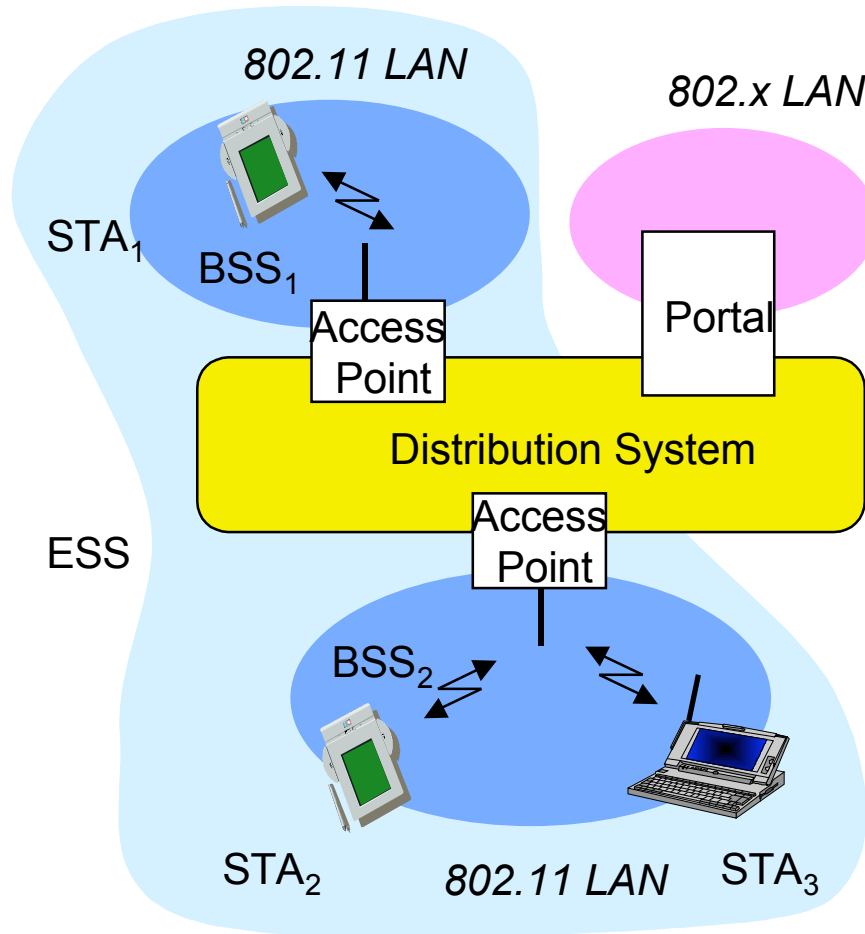 802.11 LAN
802.x LAN
STA₁
BSS₁
Access
Point
Portal
Distribution System
Access
Point
ESS
BSS₂
STA₂
802.11 LAN
STA₃